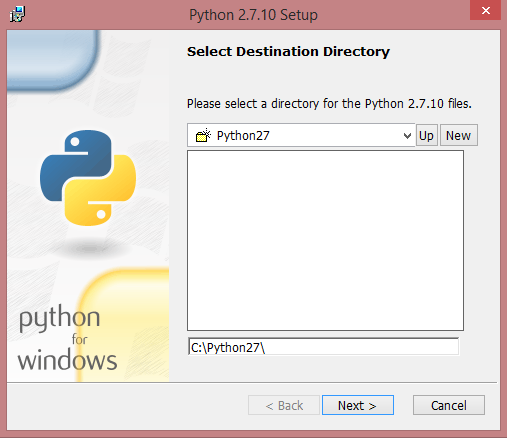 Python 2.7.10 Setup
Select Destination Directory
Please select a directory for the Python 2.7.10 files.
Python27
Up
New
C:\Python27\
python
for
windows
< Back
Next >
Cancel